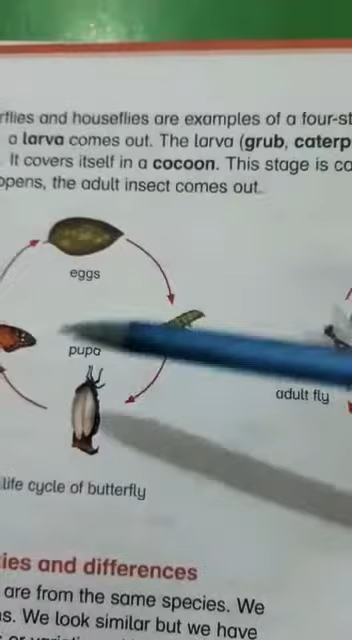 rflies and houseflies are examples of a four-st
a larva comes out. The larva (grub, caterp
It covers itself in a cocoon. This stage is ca
opens, the adult insect comes out.
eggs
pupa
adult fly
life cycle of butterfly
ies and differences
are from the same species. We
s. We look similar but we have